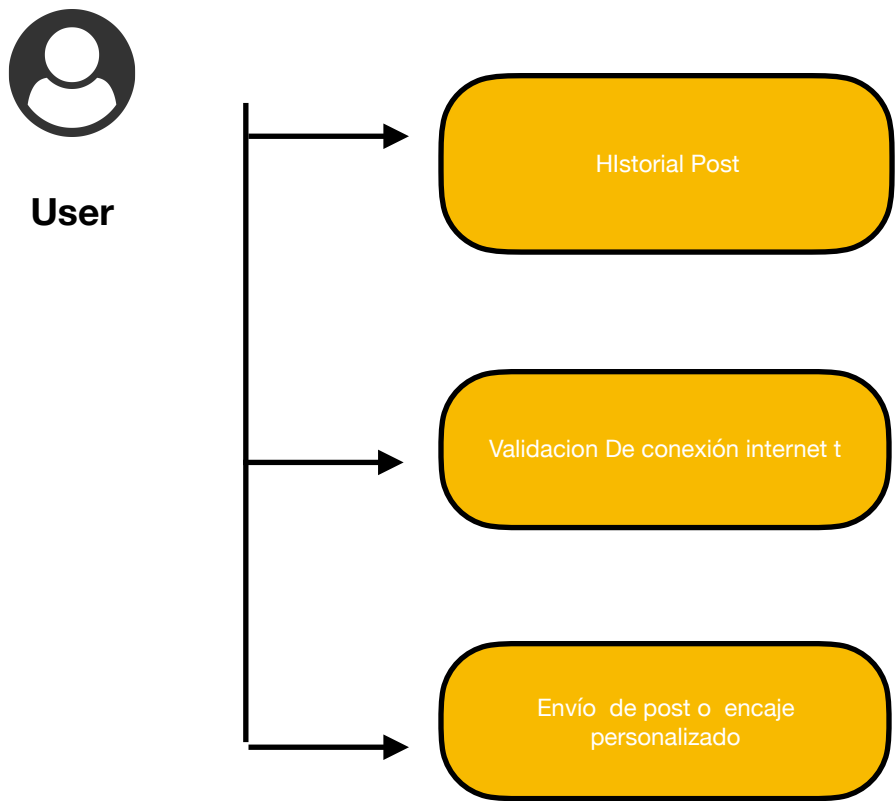 User
HIstorial Post
Validacion De conexión internet t
Envío de post o encaje
personalizado